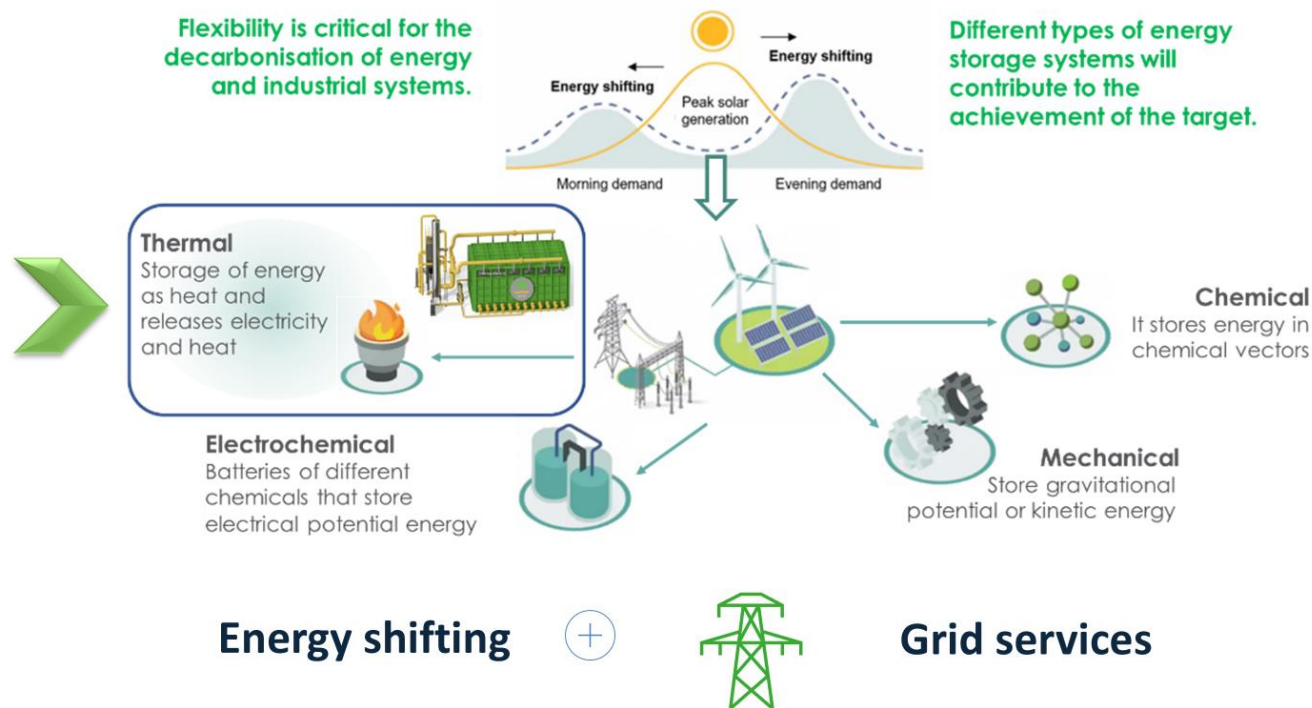 Flexibility is critical for the
decarbonisation of energy
and industrial systems.
Energy shifting
Energy shifting
Peak solar
generation
Morning demand
Evening demand
Different types of energy
storage systems will
contribute to the
achievement of the target.
Thermal
Storage of energy
as heat and
releases electricity
and heat
Chemical
It stores energy in
chemical vectors
Electrochemical
Batteries of different
chemicals that store
electrical potential energy
Mechanical
Store gravitational
potential or kinetic energy
Energy shifting
Grid services